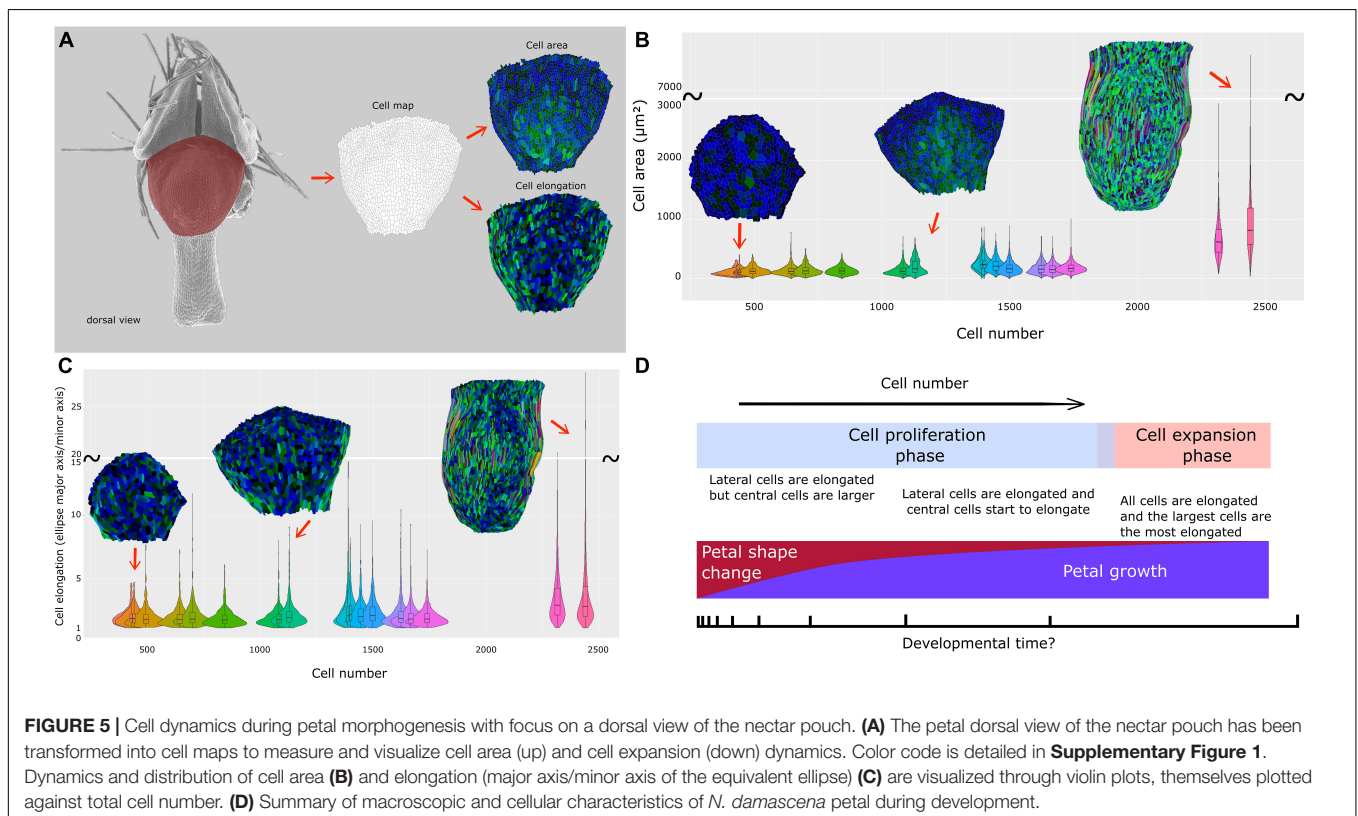 A
Cell area
Cell map
Cell elongation
dorsal view
B
Cell area (µm²)
7000
3000
2000
1000
0
500
1000
1500
2000
2500
Cell number
C
Cell elongation (ellipse major axis/minor axis)
25
20
15
10
5
1
0
500
1000
1500
2000
2500
Cell number
D
Cell number
Cell proliferation
phase
Cell expansion
phase
Lateral cells are elongated
but central cells are larger
Lateral cells are elongated and
central cells start to elongate
All cells are elongated
and the largest cells are
the most elongated
Petal shape
change
Petal growth
Developmental time?
FIGURE 5 | Cell dynamics during petal morphogenesis with focus on a dorsal view of the nectar pouch. (A) The petal dorsal view of the nectar pouch has been
transformed into cell maps to measure and visualize cell area (up) and cell expansion (down) dynamics. Color code is detailed in Supplementary Figure 1.
Dynamics and distribution of cell area (B) and elongation (major axis/minor axis of the equivalent ellipse) (C) are visualized through violin plots, themselves plotted
against total cell number. (D) Summary of macroscopic and cellular characteristics of N. damascena petal during development.